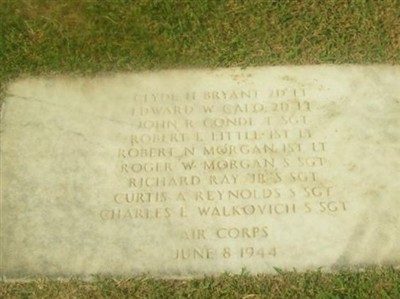 CLYDE H BRYANT 2D LT
EDWARD W CALO 2D LT
JOHN R CONDE T SGT
ROBERT L LITTLE 1ST LT
ROBERT N MORGAN 1ST LT
ROGER W MORGAN S SGT
RICHARD RAY JR S SGT
CURTIS A REYNOLDS S SGT
CHARLES E WALKOVICH S SGT
AIR CORPS
JUNE 8 1944